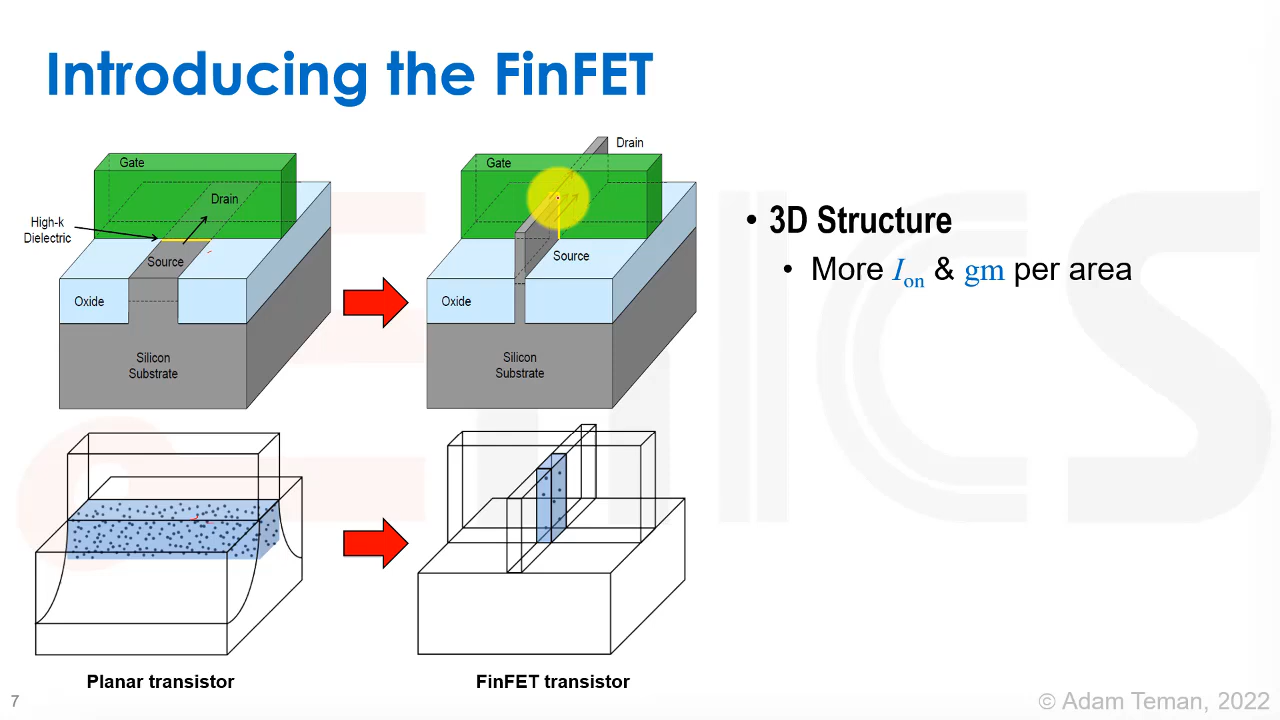 Introducing the FinFET
Gate
Drain
High-k
Dielectric
Source
Oxide
Silicon
Substrate
Drain
Gate
Source
Oxide
Silicon
Substrate
• 3D Structure
• More Ion & gm per area
Planar transistor
FinFET transistor
7
© Adam Teman, 2022
EnICS